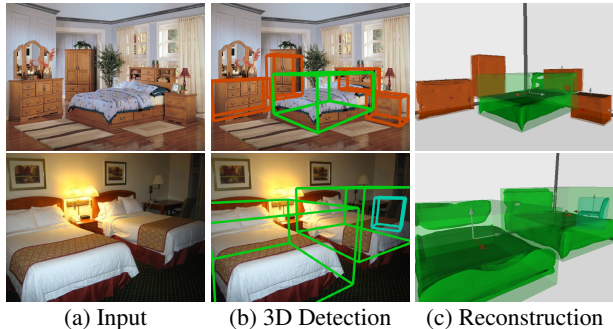 (a) Input
(b) 3D Detection
(c) Reconstruction